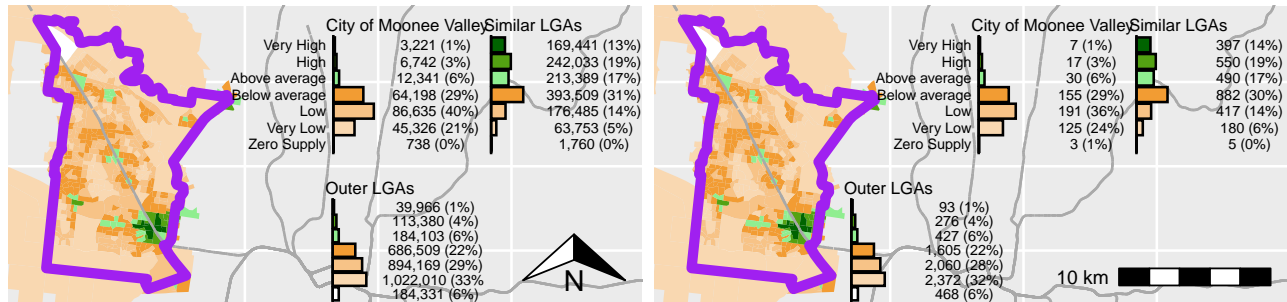 City of Moonee Valley Similar LGAs
Very High 3,221 (1%) 169,441 (13%)
High 6,742 (3%) 242,033 (19%)
Above average 12,341 (6%) 213,389 (17%)
Below average 64,198 (29%) 393,509 (31%)
Low 86,635 (40%) 176,485 (14%)
Very Low 45,326 (21%) 63,753 (5%)
Zero Supply 738 (0%) 1,760 (0%)
Outer LGAs
39,966 (1%)
113,380 (4%)
184,103 (6%)
686,509 (22%)
894,169 (29%)
1,022,010 (33%)
184,331 (6%)
N
City of Moonee Valley Similar LGAs
Very High 7 (1%) 397 (14%)
High 17 (3%) 550 (19%)
Above average 30 (6%) 490 (17%)
Below average 155 (29%) 882 (30%)
Low 191 (36%) 417 (14%)
Very Low 125 (24%) 180 (6%)
Zero Supply 3 (1%) 5 (0%)
Outer LGAs
93 (1%)
276 (4%)
427 (6%)
1,605 (22%)
2,060 (28%)
2,372 (32%)
468 (6%)
10 km